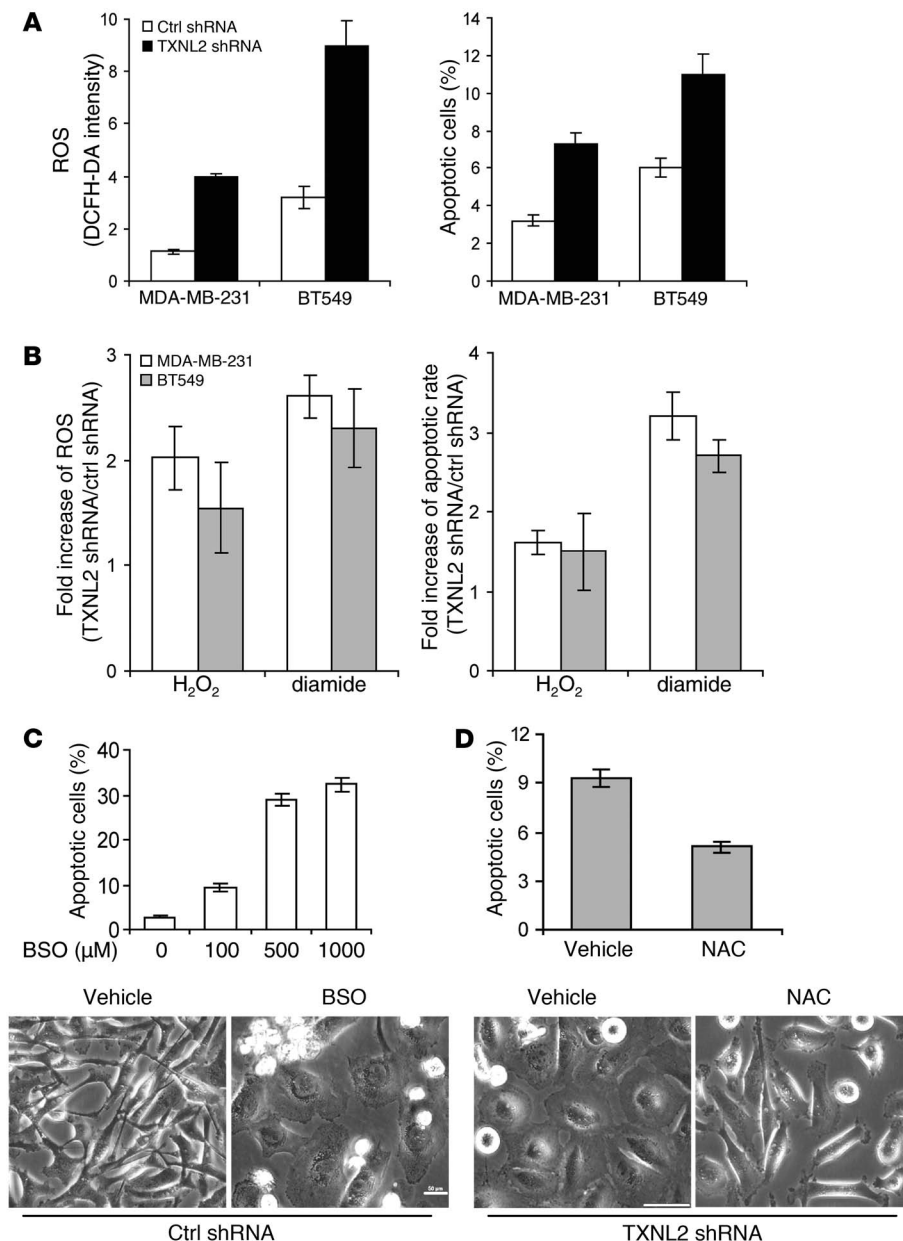 A
Ctrl shRNA
TXNL2 shRNA
ROS
(DCFH-DA intensity)
10
8
6
4
2
0
MDA-MB-231
BT549
Apoptotic cells (%)
14
12
10
8
6
4
2
0
MDA-MB-231
BT549
B
MDA-MB-231
BT549
Fold increase of ROS
(TXNL2 shRNA/ctrl shRNA)
3
2
1
0
H₂O₂
diamide
Fold increase of apoptotic rate
(TXNL2 shRNA/ctrl shRNA)
4
3
2
1
0
H₂O₂
diamide
C
Apoptotic cells (%)
40
30
20
10
0
BSO (µM) 0 100 500 1000
D
Apoptotic cells (%)
12
9
6
3
0
Vehicle
NAC
Vehicle
BSO
50 µm
Ctrl shRNA
Vehicle
NAC
TXNL2 shRNA